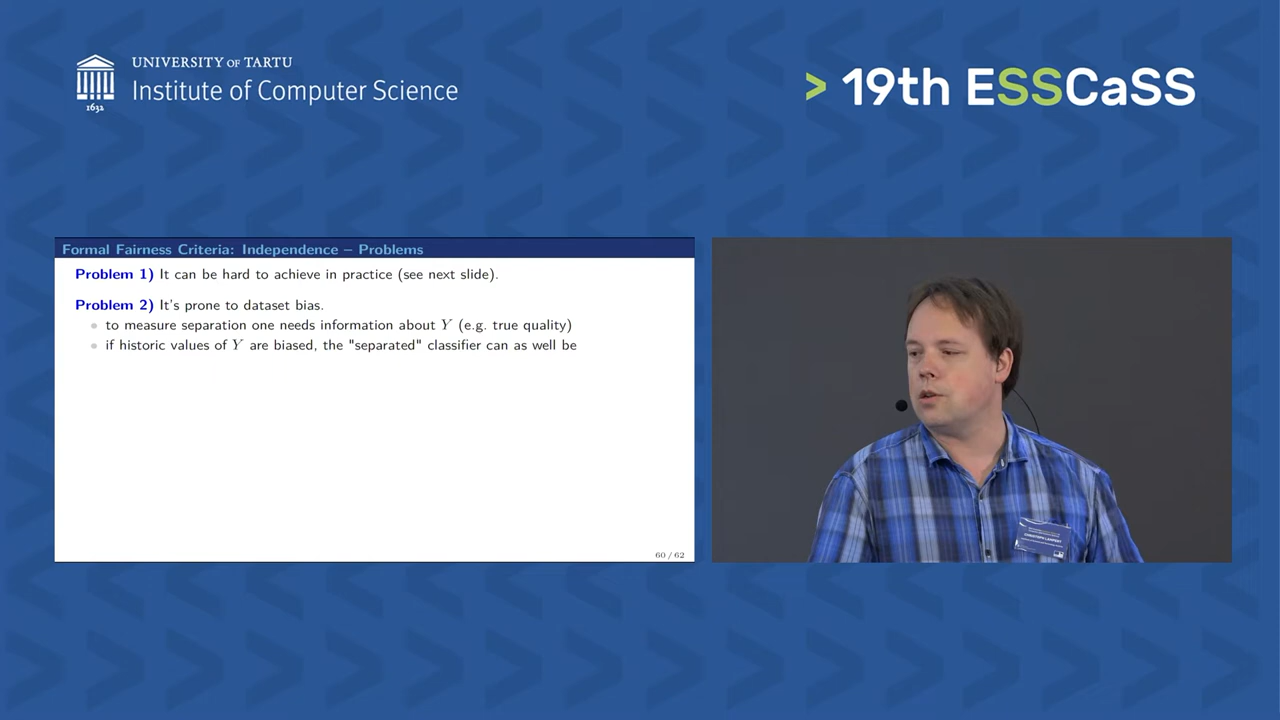 UNIVERSITY OF TARTU
Institute of Computer Science
1632
> 19th ESSCaSS
Formal Fairness Criteria: Independence – Problems
Problem 1) It can be hard to achieve in practice (see next slide).
Problem 2) It's prone to dataset bias.
to measure separation one needs information about Y (e.g. true quality)
if historic values of Y are biased, the "separated" classifier can as well be
60 / 62
CHRISTOPH LAMPERT